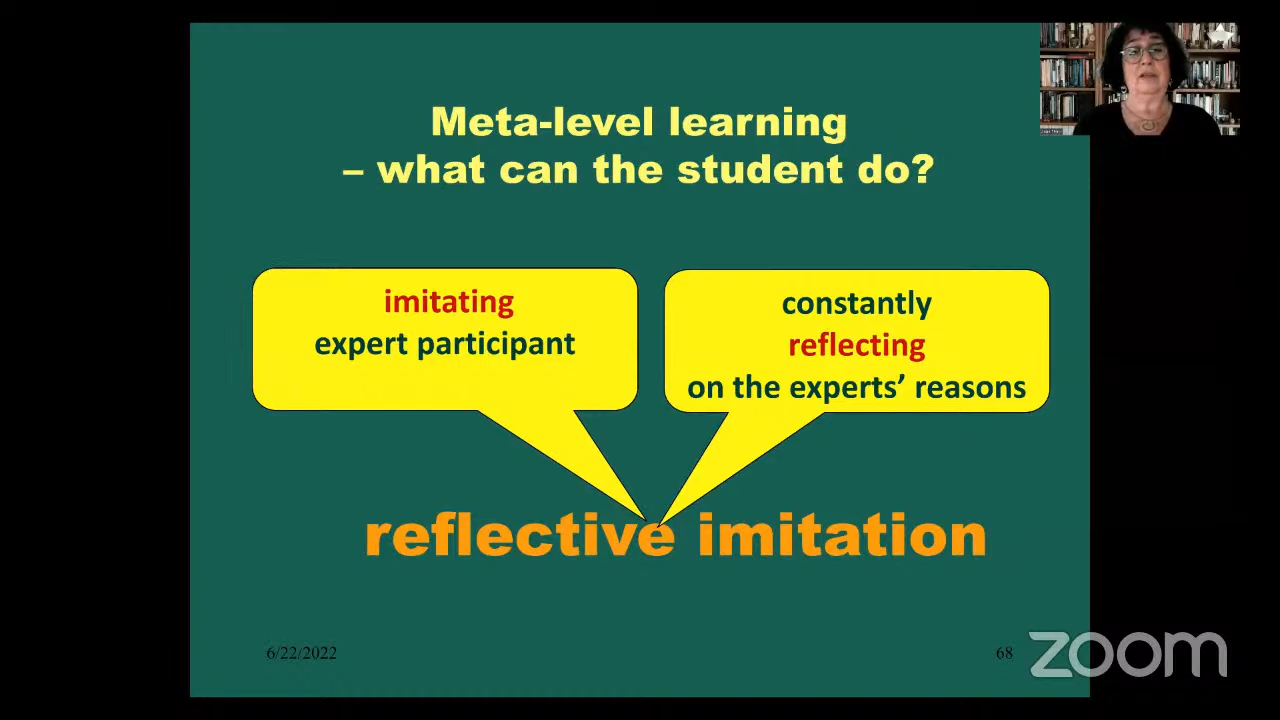 Meta-level learning
– what can the student do?
imitating
expert participant
constantly
reflecting
on the experts’ reasons
reflective imitation
6/22/2022
68
zoom